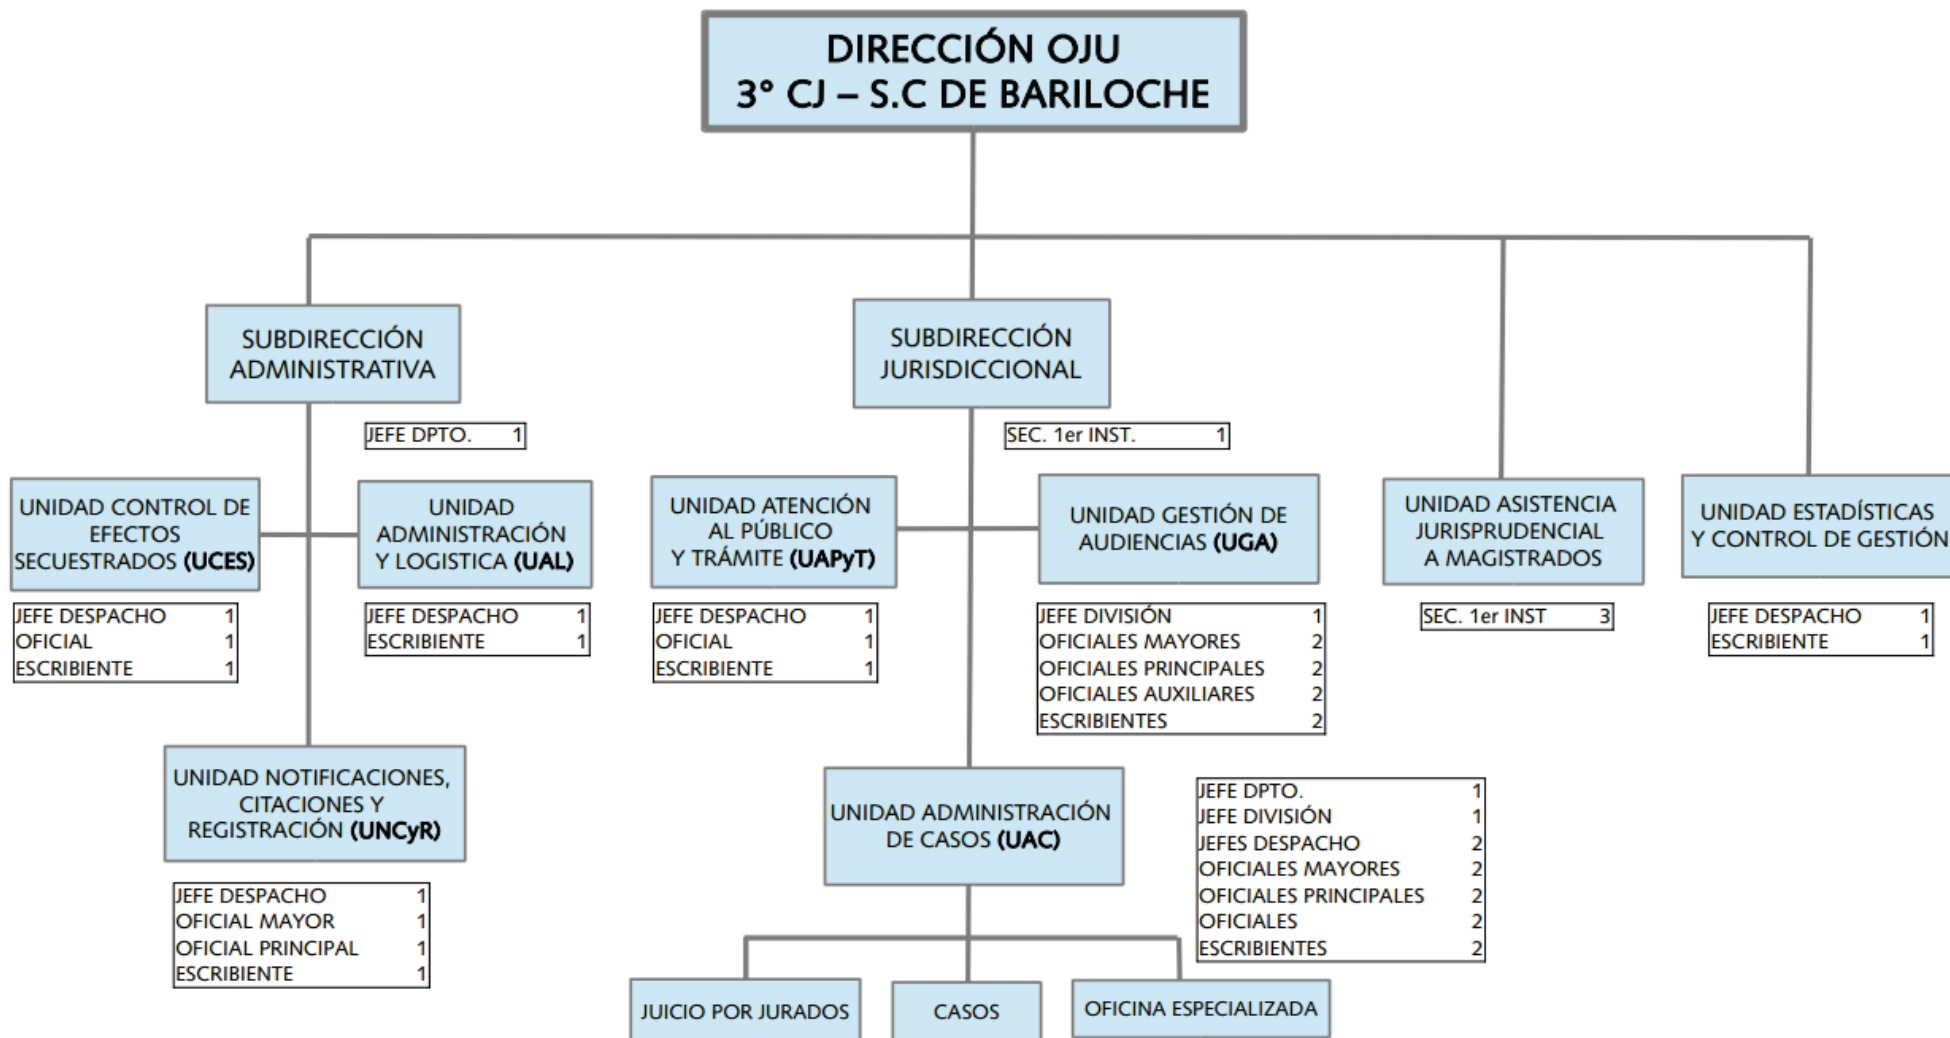 DIRECCIÓN OJU
3° CJ – S.C DE BARILOCHE
SUBDIRECCIÓN
ADMINISTRATIVA
JEFE DPTO. 1
UNIDAD CONTROL DE
EFECTOS
SECUESTRADOS (UCES)
JEFE DESPACHO 1
OFICIAL 1
ESCRIBIENTE 1
UNIDAD
ADMINISTRACIÓN
Y LOGISTICA (UAL)
JEFE DESPACHO 1
ESCRIBIENTE 1
UNIDAD NOTIFICACIONES,
CITACIONES Y
REGISTRACIÓN (UNCyR)
JEFE DESPACHO 1
OFICIAL MAYOR 1
OFICIAL PRINCIPAL 1
ESCRIBIENTE 1
SUBDIRECCIÓN
JURISDICCIONAL
SEC. 1er INST. 1
UNIDAD ATENCIÓN
AL PÚBLICO
Y TRÁMITE (UAPyT)
JEFE DESPACHO 1
OFICIAL 1
ESCRIBIENTE 1
UNIDAD GESTIÓN DE
AUDIENCIAS (UGA)
JEFE DIVISIÓN 1
OFICIALES MAYORES 2
OFICIALES PRINCIPALES 2
OFICIALES AUXILIARES 2
ESCRIBIENTES 2
UNIDAD ADMINISTRACIÓN
DE CASOS (UAC)
JEFE DPTO. 1
JEFE DIVISIÓN 1
JEFES DESPACHO 2
OFICIALES MAYORES 2
OFICIALES PRINCIPALES 2
OFICIALES 2
ESCRIBIENTES 2
JUICIO POR JURADOS
CASOS
OFICINA ESPECIALIZADA
UNIDAD ASISTENCIA
JURISPRUDENCIAL
A MAGISTRADOS
SEC. 1er INST 3
UNIDAD ESTADÍSTICAS
Y CONTROL DE GESTIÓN
JEFE DESPACHO 1
ESCRIBIENTE 1